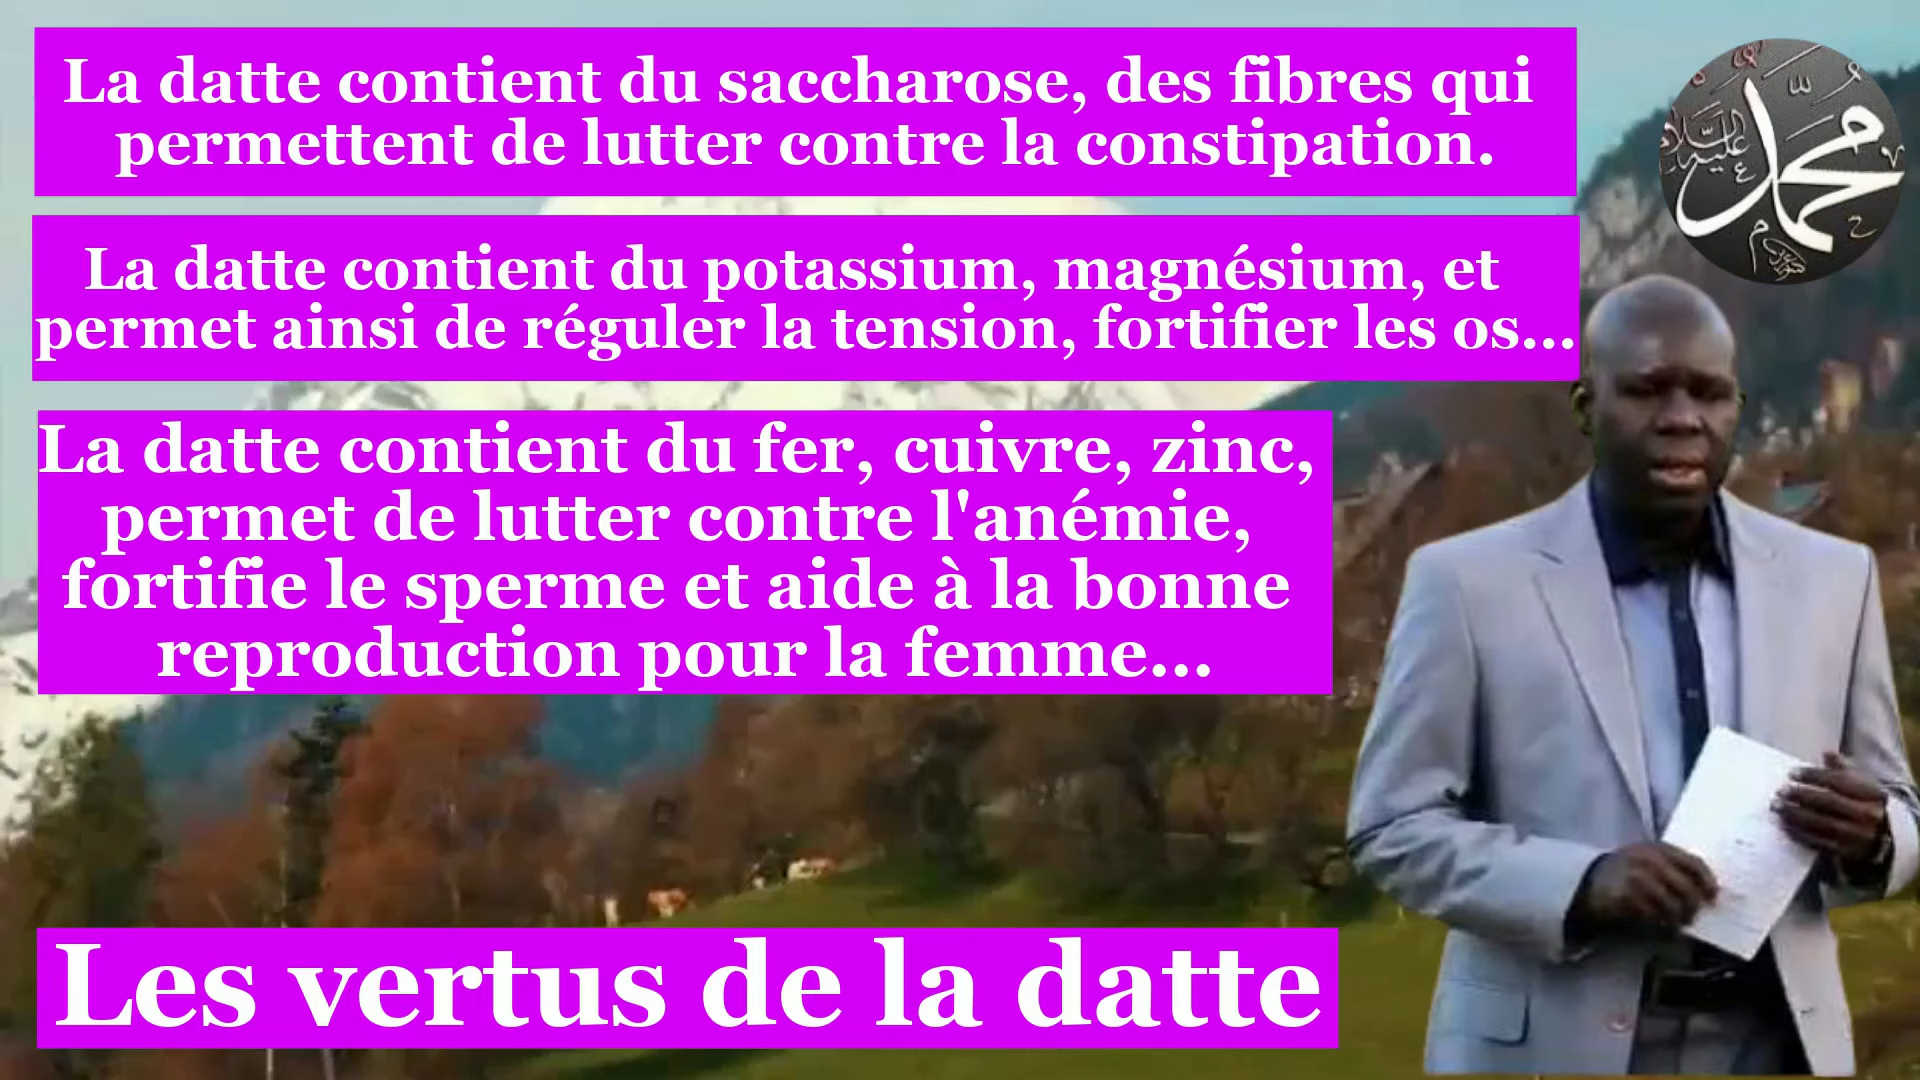 La datte contient du saccharose, des fibres qui
permettent de lutter contre la constipation.
La datte contient du potassium, magnésium, et
permet ainsi de réguler la tension, fortifier les os...
La datte contient du fer, cuivre, zinc,
permet de lutter contre l'anémie,
fortifie le sperme et aide à la bonne
reproduction pour la femme...
Les vertus de la datte
محمد
عليه
السلام